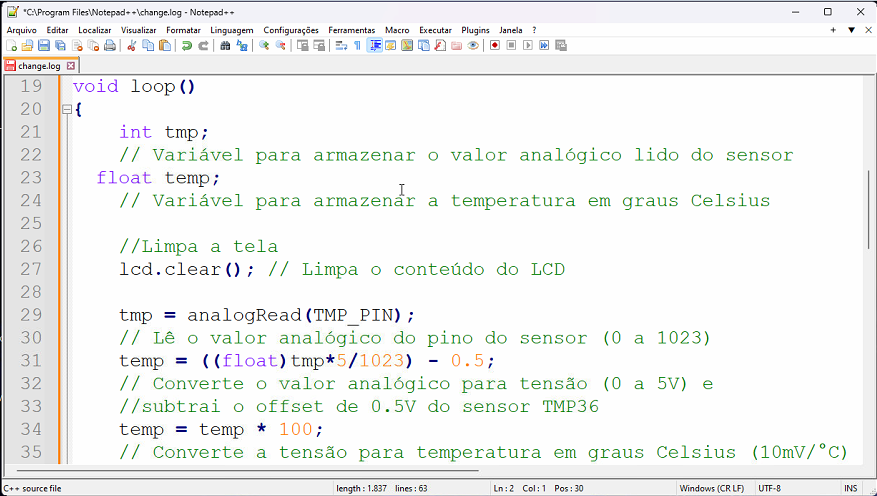 *C:\Program Files\Notepad++\change.log - Notepad++
Arquivo Editar Localizar Visualizar Formatar Linguagem Configurações Ferramentas Macro Executar Plugins Janela ?
change.log
19 void loop()
20 {
21 int tmp;
22 // Variável para armazenar o valor analógico lido do sensor
23 float temp;
24 // Variável para armazenar a temperatura em graus Celsius
25
26 //Limpa a tela
27 lcd.clear(); // Limpa o conteúdo do LCD
28
29 tmp = analogRead(TMP_PIN);
30 // Lê o valor analógico do pino do sensor (0 a 1023)
31 temp = ((float)tmp*5/1023) - 0.5;
32 // Converte o valor analógico para tensão (0 a 5V) e
33 //subtrai o offset de 0.5V do sensor TMP36
34 temp = temp * 100;
35 // Converte a tensão para temperatura em graus Celsius (10mV/°C)
C++ source file length : 1.837 lines : 63 Ln : 2 Col : 1 Pos : 30 Windows (CR LF) UTF-8 INS